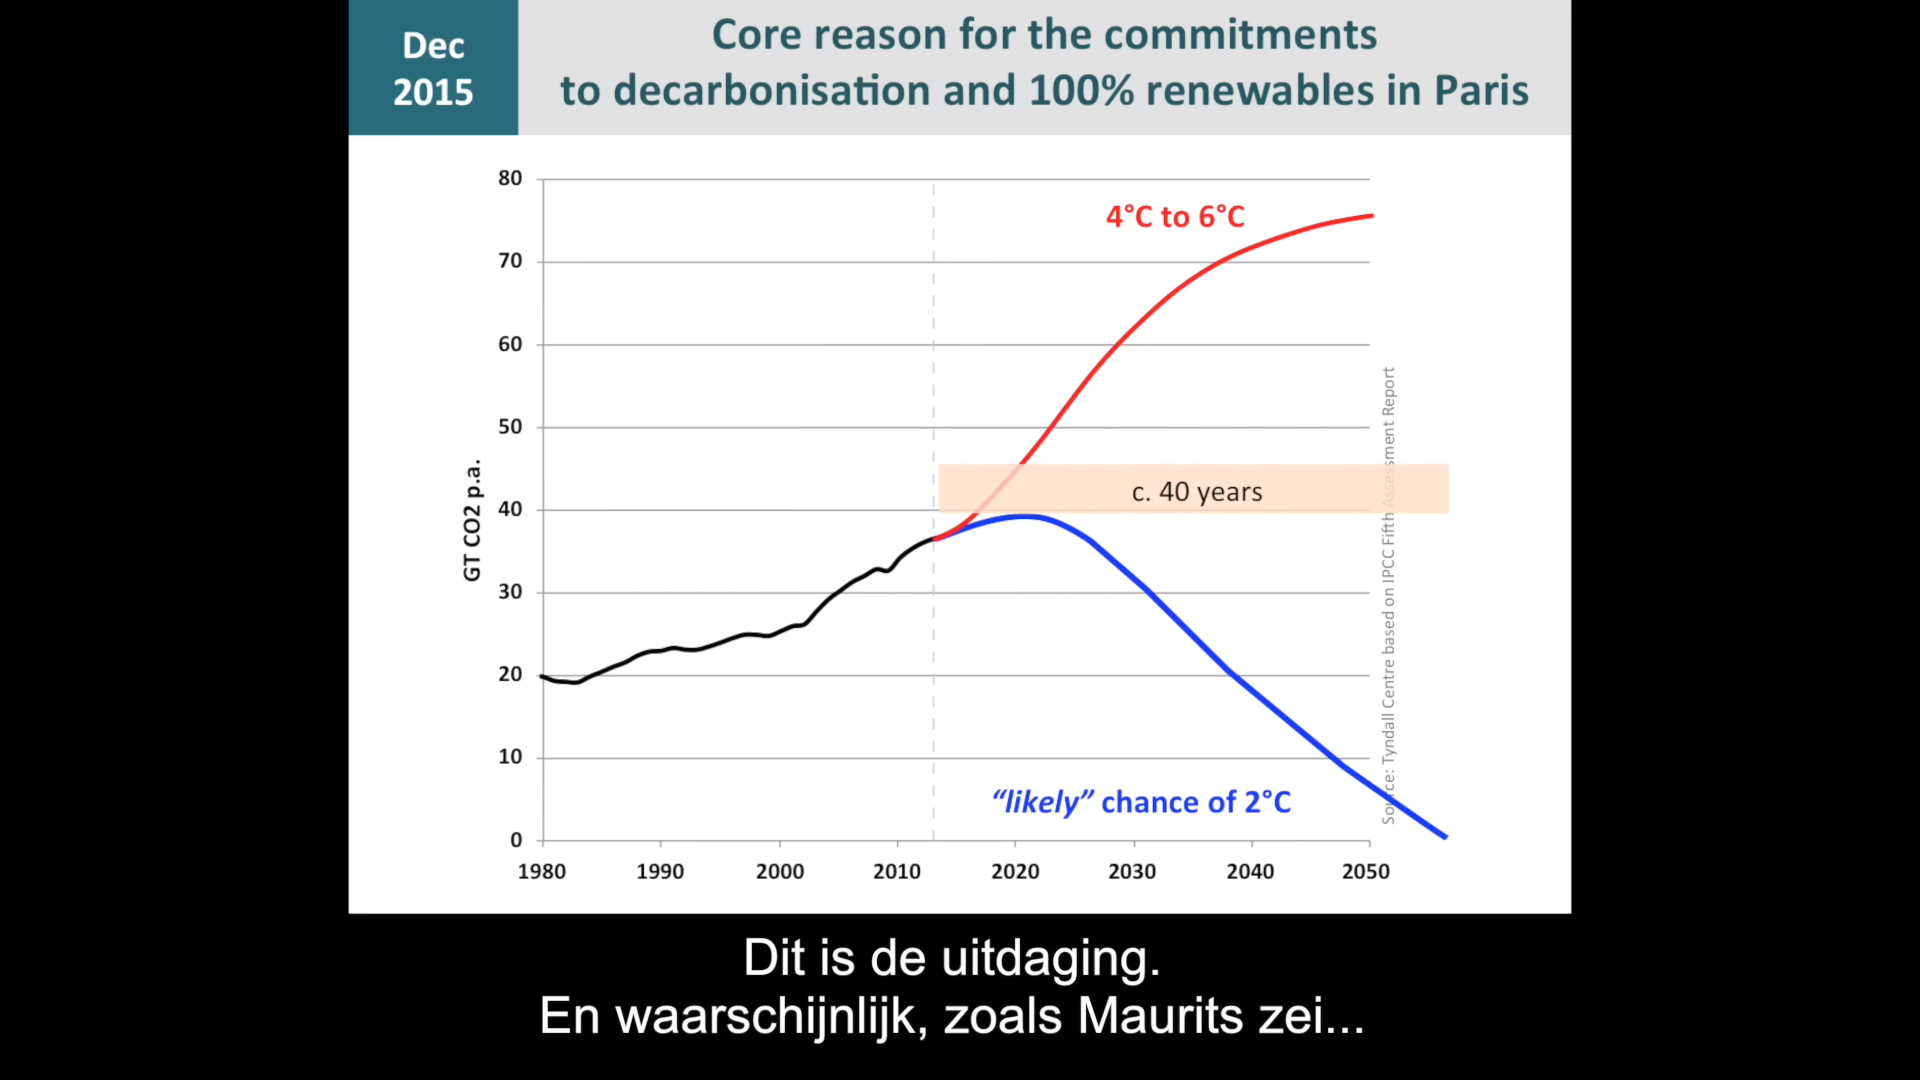 Dec
2015
Core reason for the commitments
to decarbonisation and 100% renewables in Paris
80
70
60
50
40
30
20
10
0
GT CO2 p.a.
4°C to 6°C
c. 40 years
“likely” chance of 2°C
1980 1990 2000 2010 2020 2030 2040 2050
Source: Tyndall Centre based on IPCC Fifth Assessment Report
Dit is de uitdaging.
En waarschijnlijk, zoals Maurits zei...